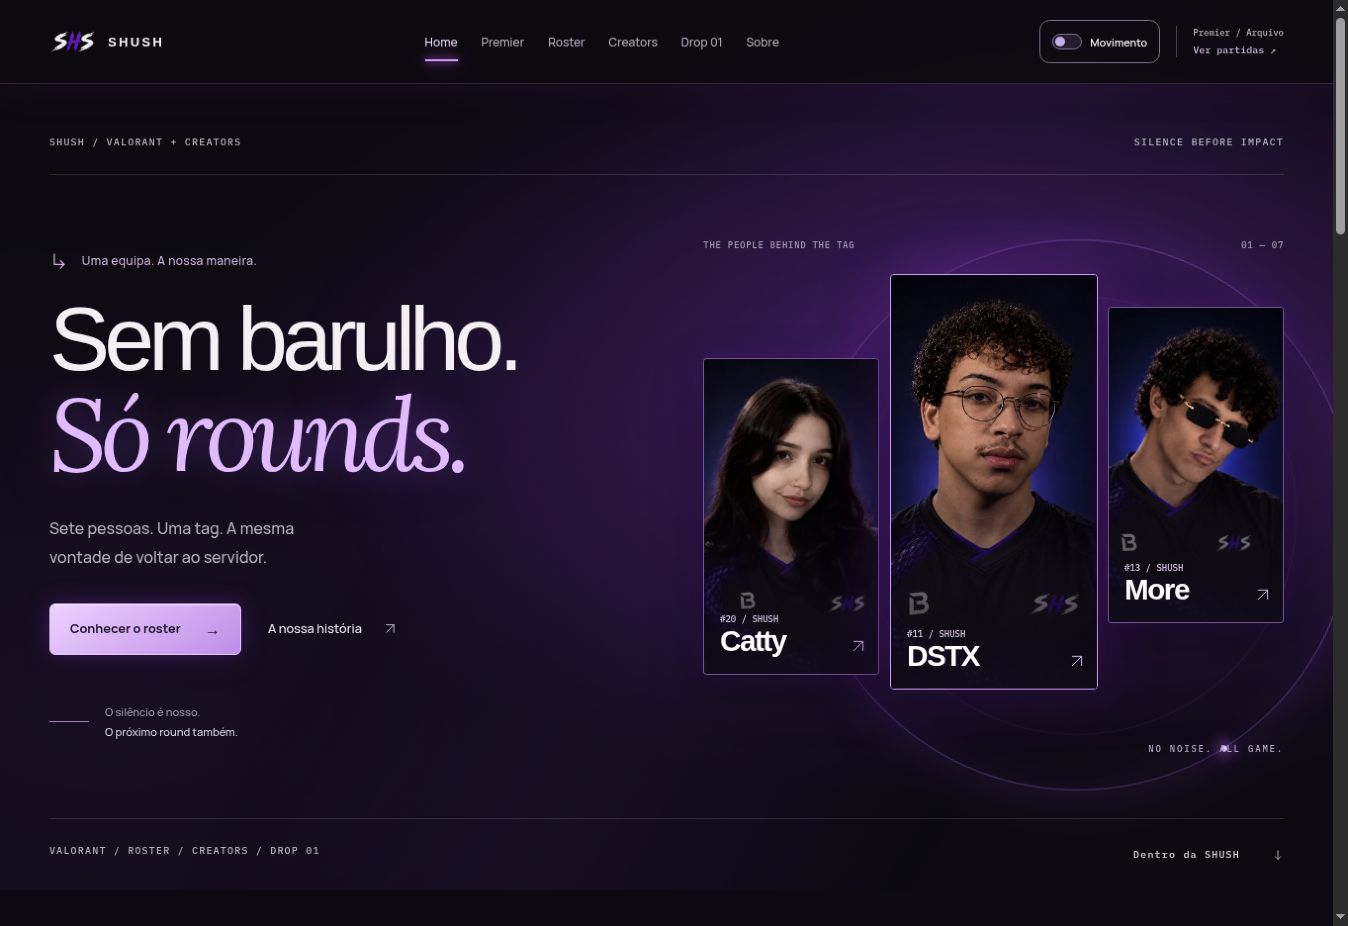 SHS SHUSH
Home
Premier
Roster
Creators
Drop 01
Sobre
Movimento
Premier / Arquivo
Ver partidas ↗
SHUSH / VALORANT + CREATORS
SILENCE BEFORE IMPACT
↳ Uma equipa. A nossa maneira.
Sem barulho.
Só rounds.
Sete pessoas. Uma tag. A mesma
vontade de voltar ao servidor.
Conhecer o roster →
A nossa história ↗
O silêncio é nosso.
O próximo round também.
THE PEOPLE BEHIND THE TAG
01 — 07
B SHS
#20 / SHUSH
Catty ↗
B SHS
#11 / SHUSH
DSTX ↗
B SHS
#13 / SHUSH
More ↗
NO NOISE. ALL GAME.
VALORANT / ROSTER / CREATORS / DROP 01
Dentro da SHUSH ↓